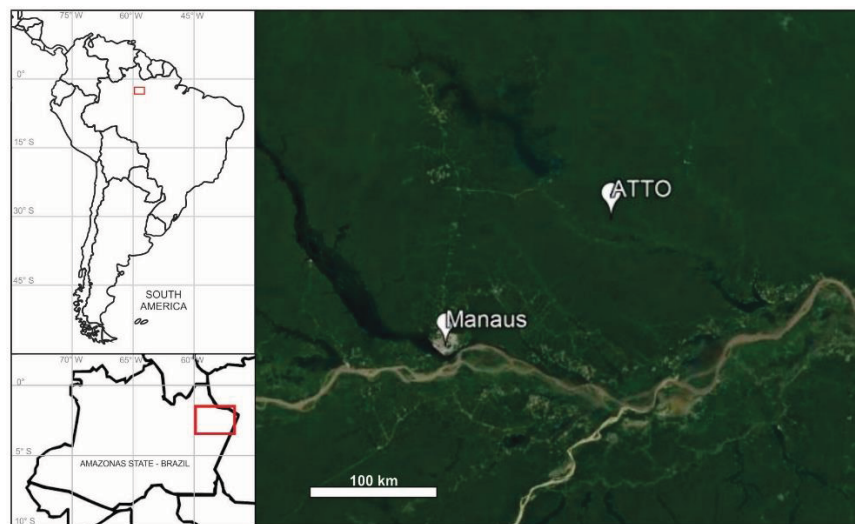 75° W 60° W 45° W
0°
15° S
30° S
45° S
SOUTH
AMERICA
70° W 65° W 60° W
0°
5° S
AMAZONAS STATE - BRAZIL
10° S
ATTO
Manaus
100 km